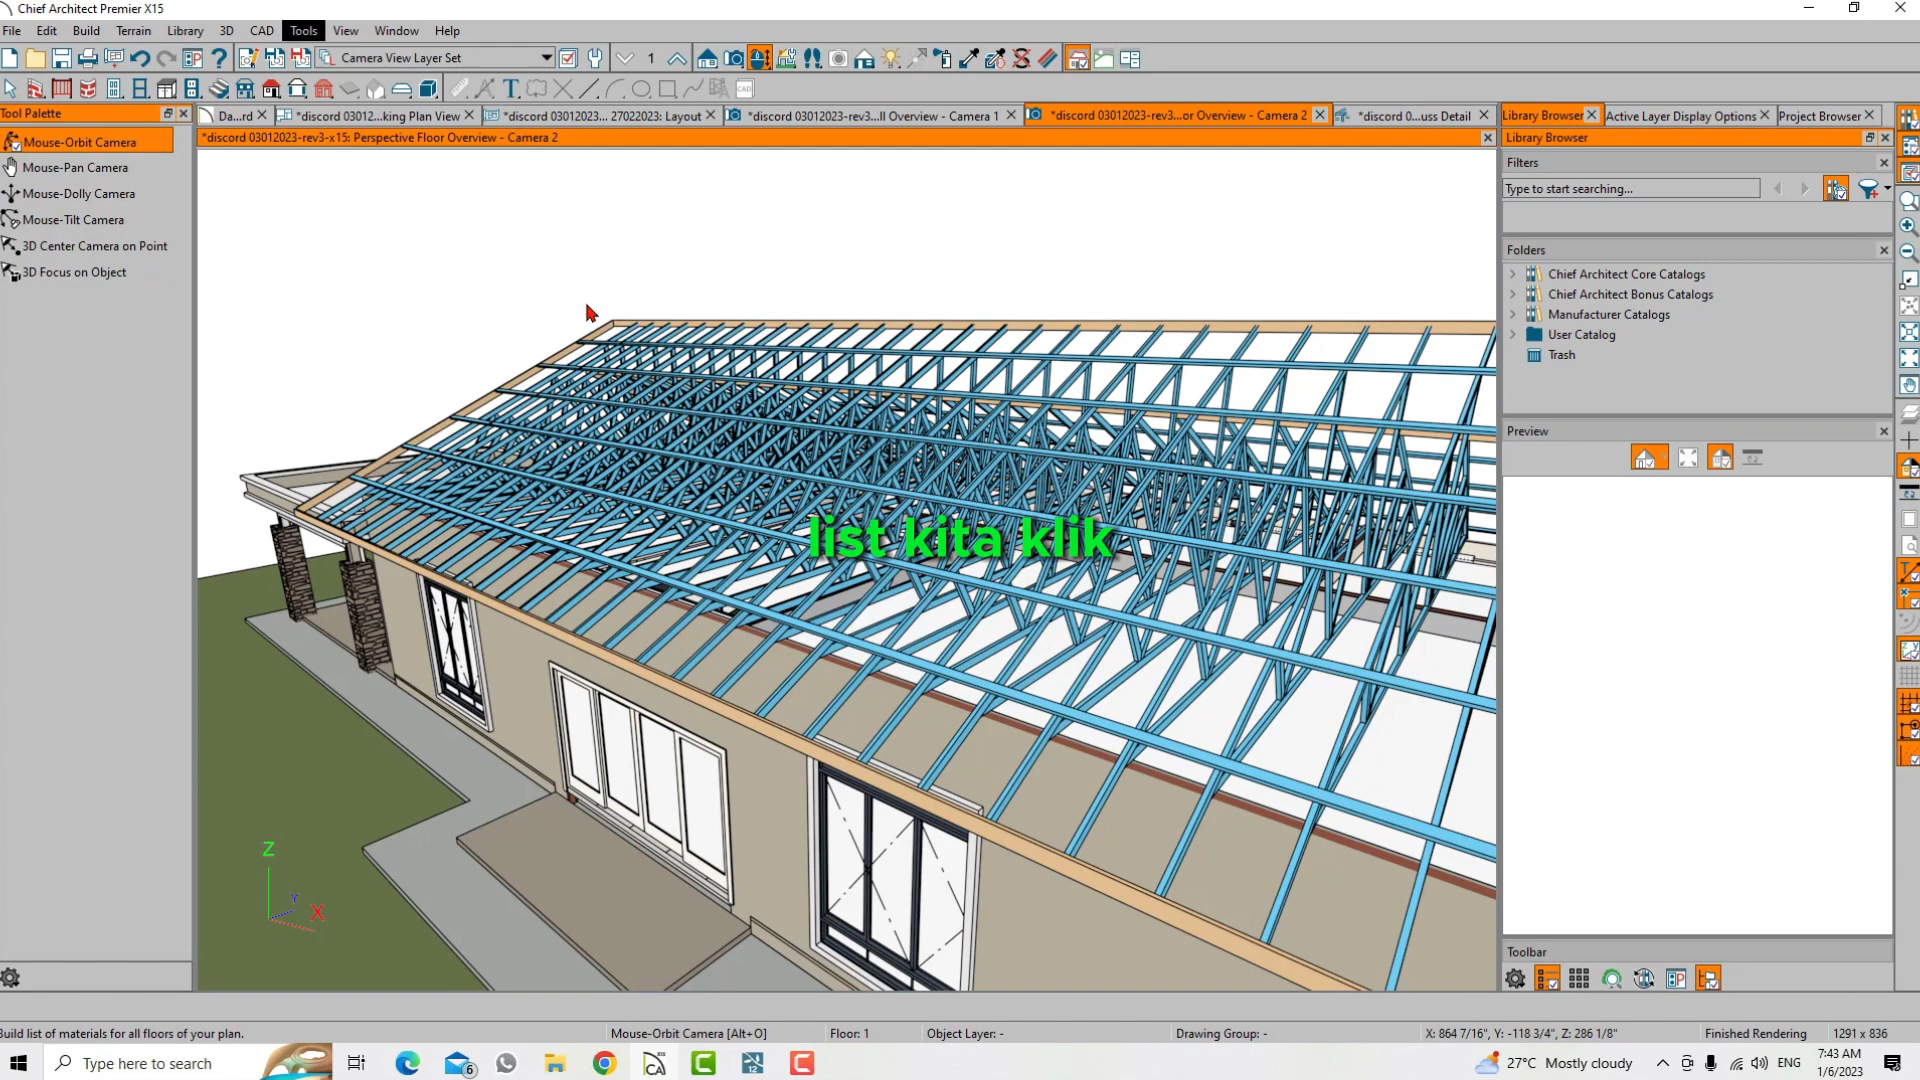 Chief Architect Premier X15
File Edit Build Terrain Library 3D CAD Tools View Window Help
Camera View Layer Set
1
T
CAD
Tool Palette
Da...rd
*discord 03012...king Plan View
*discord 03012023... 27022023: Layout
*discord 03012023-rev3...ll Overview - Camera 1
*discord 03012023-rev3...or Overview - Camera 2
*discord 0...uss Detail
Library Browser
Active Layer Display Options
Project Browser
*discord 03012023-rev3-x15: Perspective Floor Overview - Camera 2
Library Browser
Mouse-Orbit Camera
Mouse-Pan Camera
Mouse-Dolly Camera
Mouse-Tilt Camera
3D Center Camera on Point
3D Focus on Object
Filters
Type to start searching...
Folders
Chief Architect Core Catalogs
Chief Architect Bonus Catalogs
Manufacturer Catalogs
User Catalog
Trash
Preview
list kita klik
Z
Y
X
Toolbar
Build list of materials for all floors of your plan.
Mouse-Orbit Camera [Alt+O]
Floor: 1
Object Layer: -
Drawing Group: -
X: 864 7/16", Y: -118 3/4", Z: 286 1/8"
Finished Rendering
1291 x 836
Type here to search
6
X15
CA
12
27°C Mostly cloudy
ENG
7:43 AM
1/6/2023